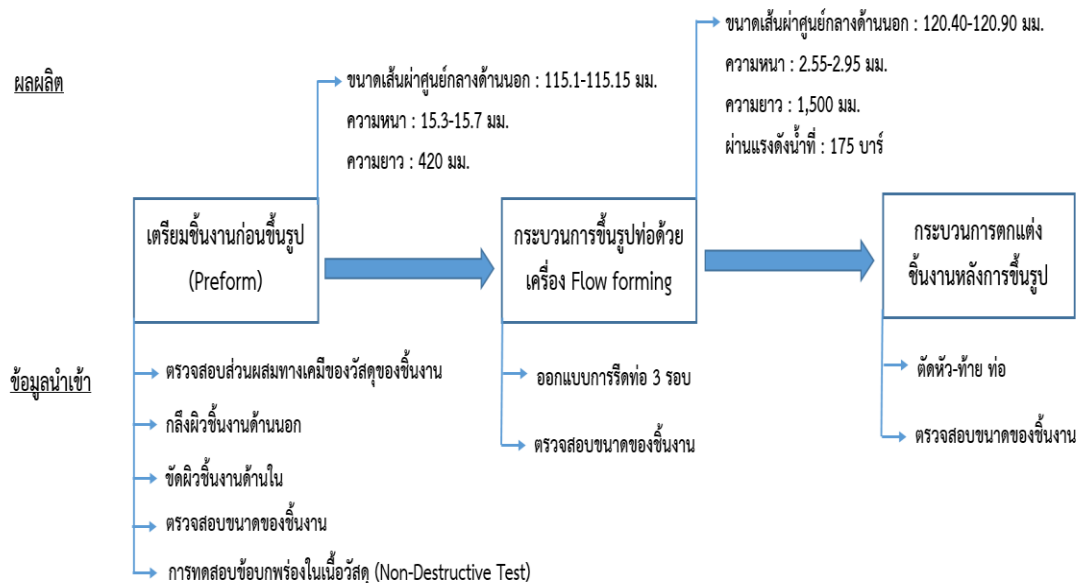 ผลผลิต
ขนาดเส้นผ่าศูนย์กลางด้านนอก : 115.1-115.15 มม.
ความหนา : 15.3-15.7 มม.
ความยาว : 420 มม.
ขนาดเส้นผ่าศูนย์กลางด้านนอก : 120.40-120.90 มม.
ความหนา : 2.55-2.95 มม.
ความยาว : 1,500 มม.
ผ่านแรงดังน้ำที่ : 175 บาร์
เตรียมชิ้นงานก่อนขึ้นรูป
(Preform)
กระบวนการขึ้นรูปท่อด้วย
เครื่อง Flow forming
กระบวนการตกแต่ง
ชิ้นงานหลังการขึ้นรูป
ข้อมูลนำเข้า
ตรวจสอบส่วนผสมทางเคมีของวัสดุของชิ้นงาน
กลึงผิวชิ้นงานด้านนอก
ขัดผิวชิ้นงานด้านใน
ตรวจสอบขนาดของชิ้นงาน
การทดสอบข้อบกพร่องในเนื้อวัสดุ (Non-Destructive Test)
ออกแบบการรีดท่อ 3 รอบ
ตรวจสอบขนาดของชิ้นงาน
ตัดหัว-ท้าย ท่อ
ตรวจสอบขนาดของชิ้นงาน